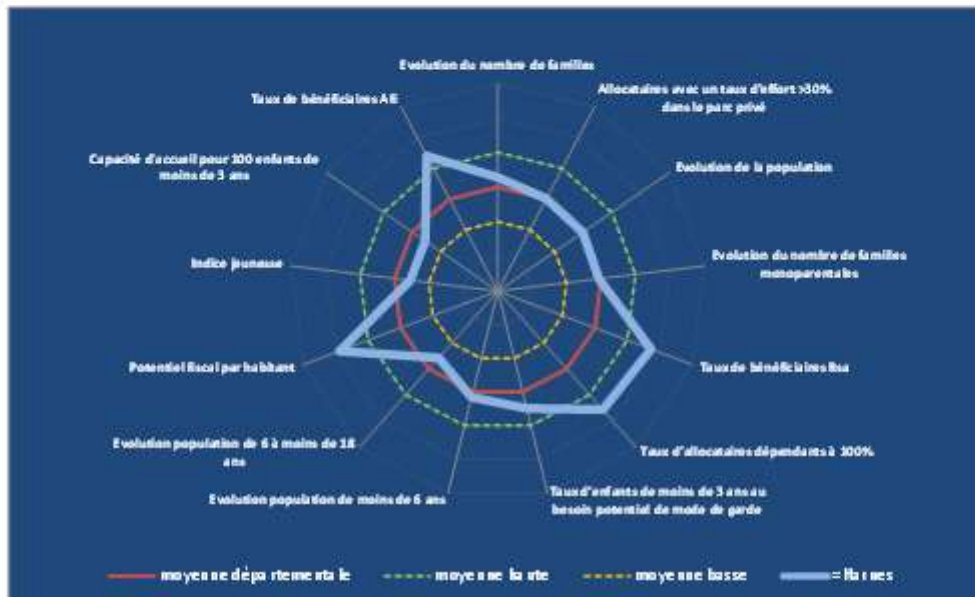 Evolution du nombre de familles
Allocataires avec un taux d'effort >30%
dans le parc privé
Evolution de la population
Evolution du nombre de familles
monoparentales
Taux de bénéficiaires Rsa
Taux d'allocataires dépendants à 100%
Taux d'enfants de moins de 3 ans au
besoin potentiel de mode de garde
Evolution population de moins de 6 ans
Evolution population de 6 à moins de 18
ans
Potentiel fiscal par habitant
Indice jeunesse
Capacité d'accueil pour 100 enfants de
moins de 3 ans
Taux de bénéficiaires
moyenne départementale
moyenne haute
moyenne basse
=Harnes